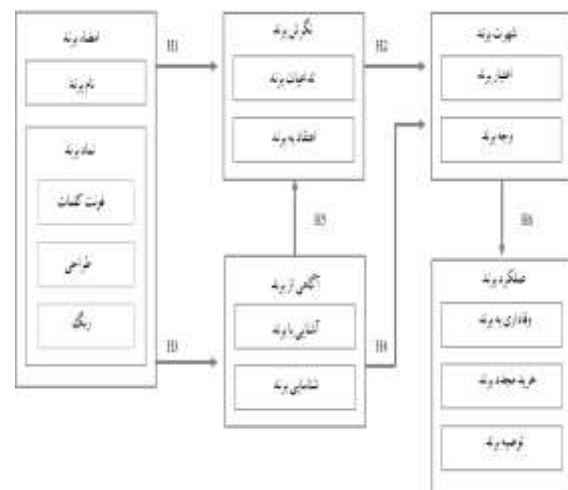 امضاء برند
نام برند
نماد برند
فونت کلمات
طراحی
رنگ
H1
H3
نگرش برند
تداعیات برند
اعتقاد به برند
H5
آگاهی از برند
آشنایی با برند
شناسایی برند
H2
H4
شهرت برند
اعتبار برند
وجه برند
H6
عملکرد برند
وفاداری به برند
خرید مجدد برند
توصیه برند